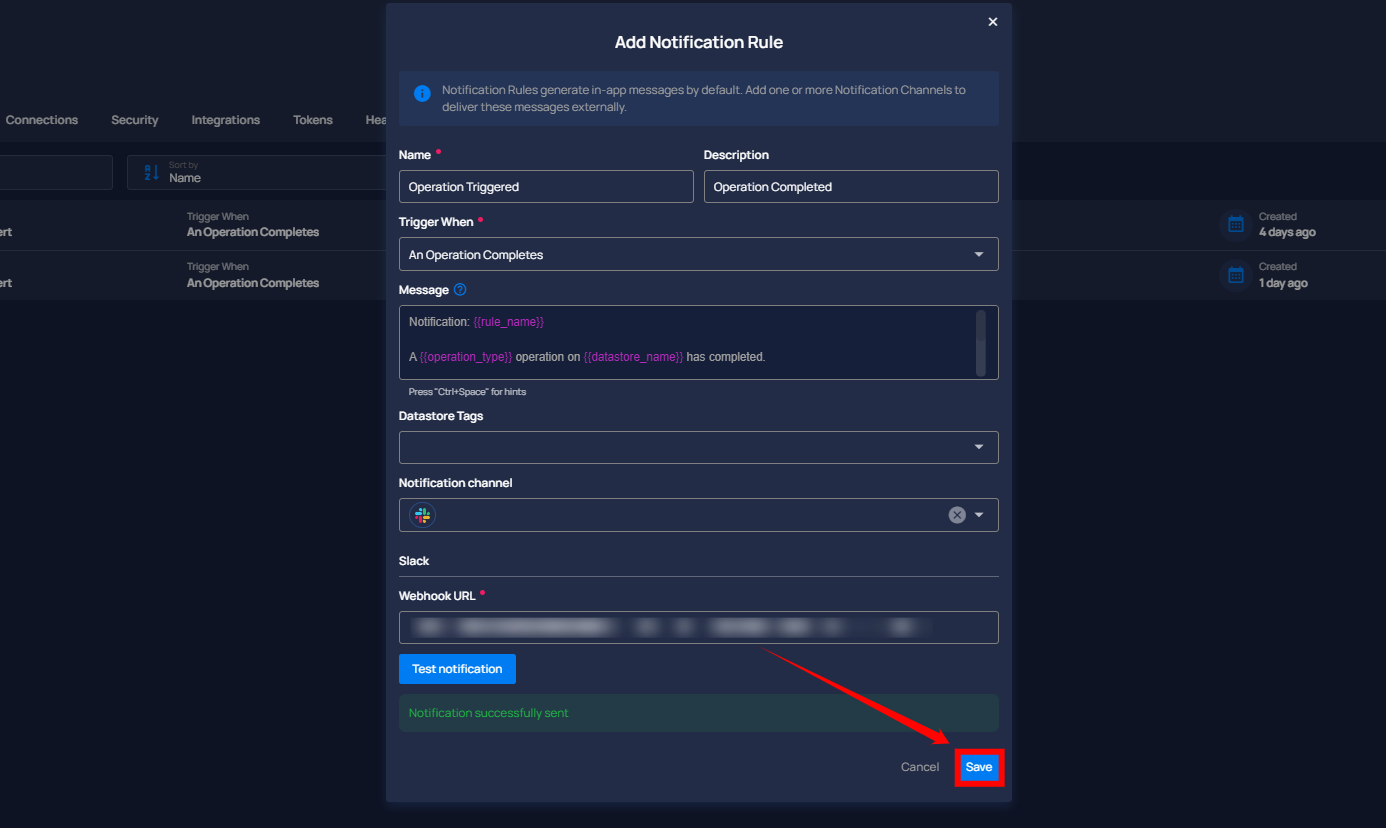 Add Notification Rule
Notification Rules generate in-app messages by default. Add one or more Notification Channels to
deliver these messages externally.
Connections Security Integrations Tokens Hea
Name * Description
Sort by
Name
Operation Triggered Operation Completed
Trigger When *
Trigger When
ert An Operation Completes
Created
4 days ago
An Operation Completes
Trigger When
ert An Operation Completes
Created
1 day ago
Message
Notification: {{rule_name}}
A {{operation_type}} operation on {{datastore_name}} has completed.
Press "Ctrl+Space" for hints
Datastore Tags
Notification channel
Slack
Webhook URL *
Test notification
Notification successfully sent
Cancel Save